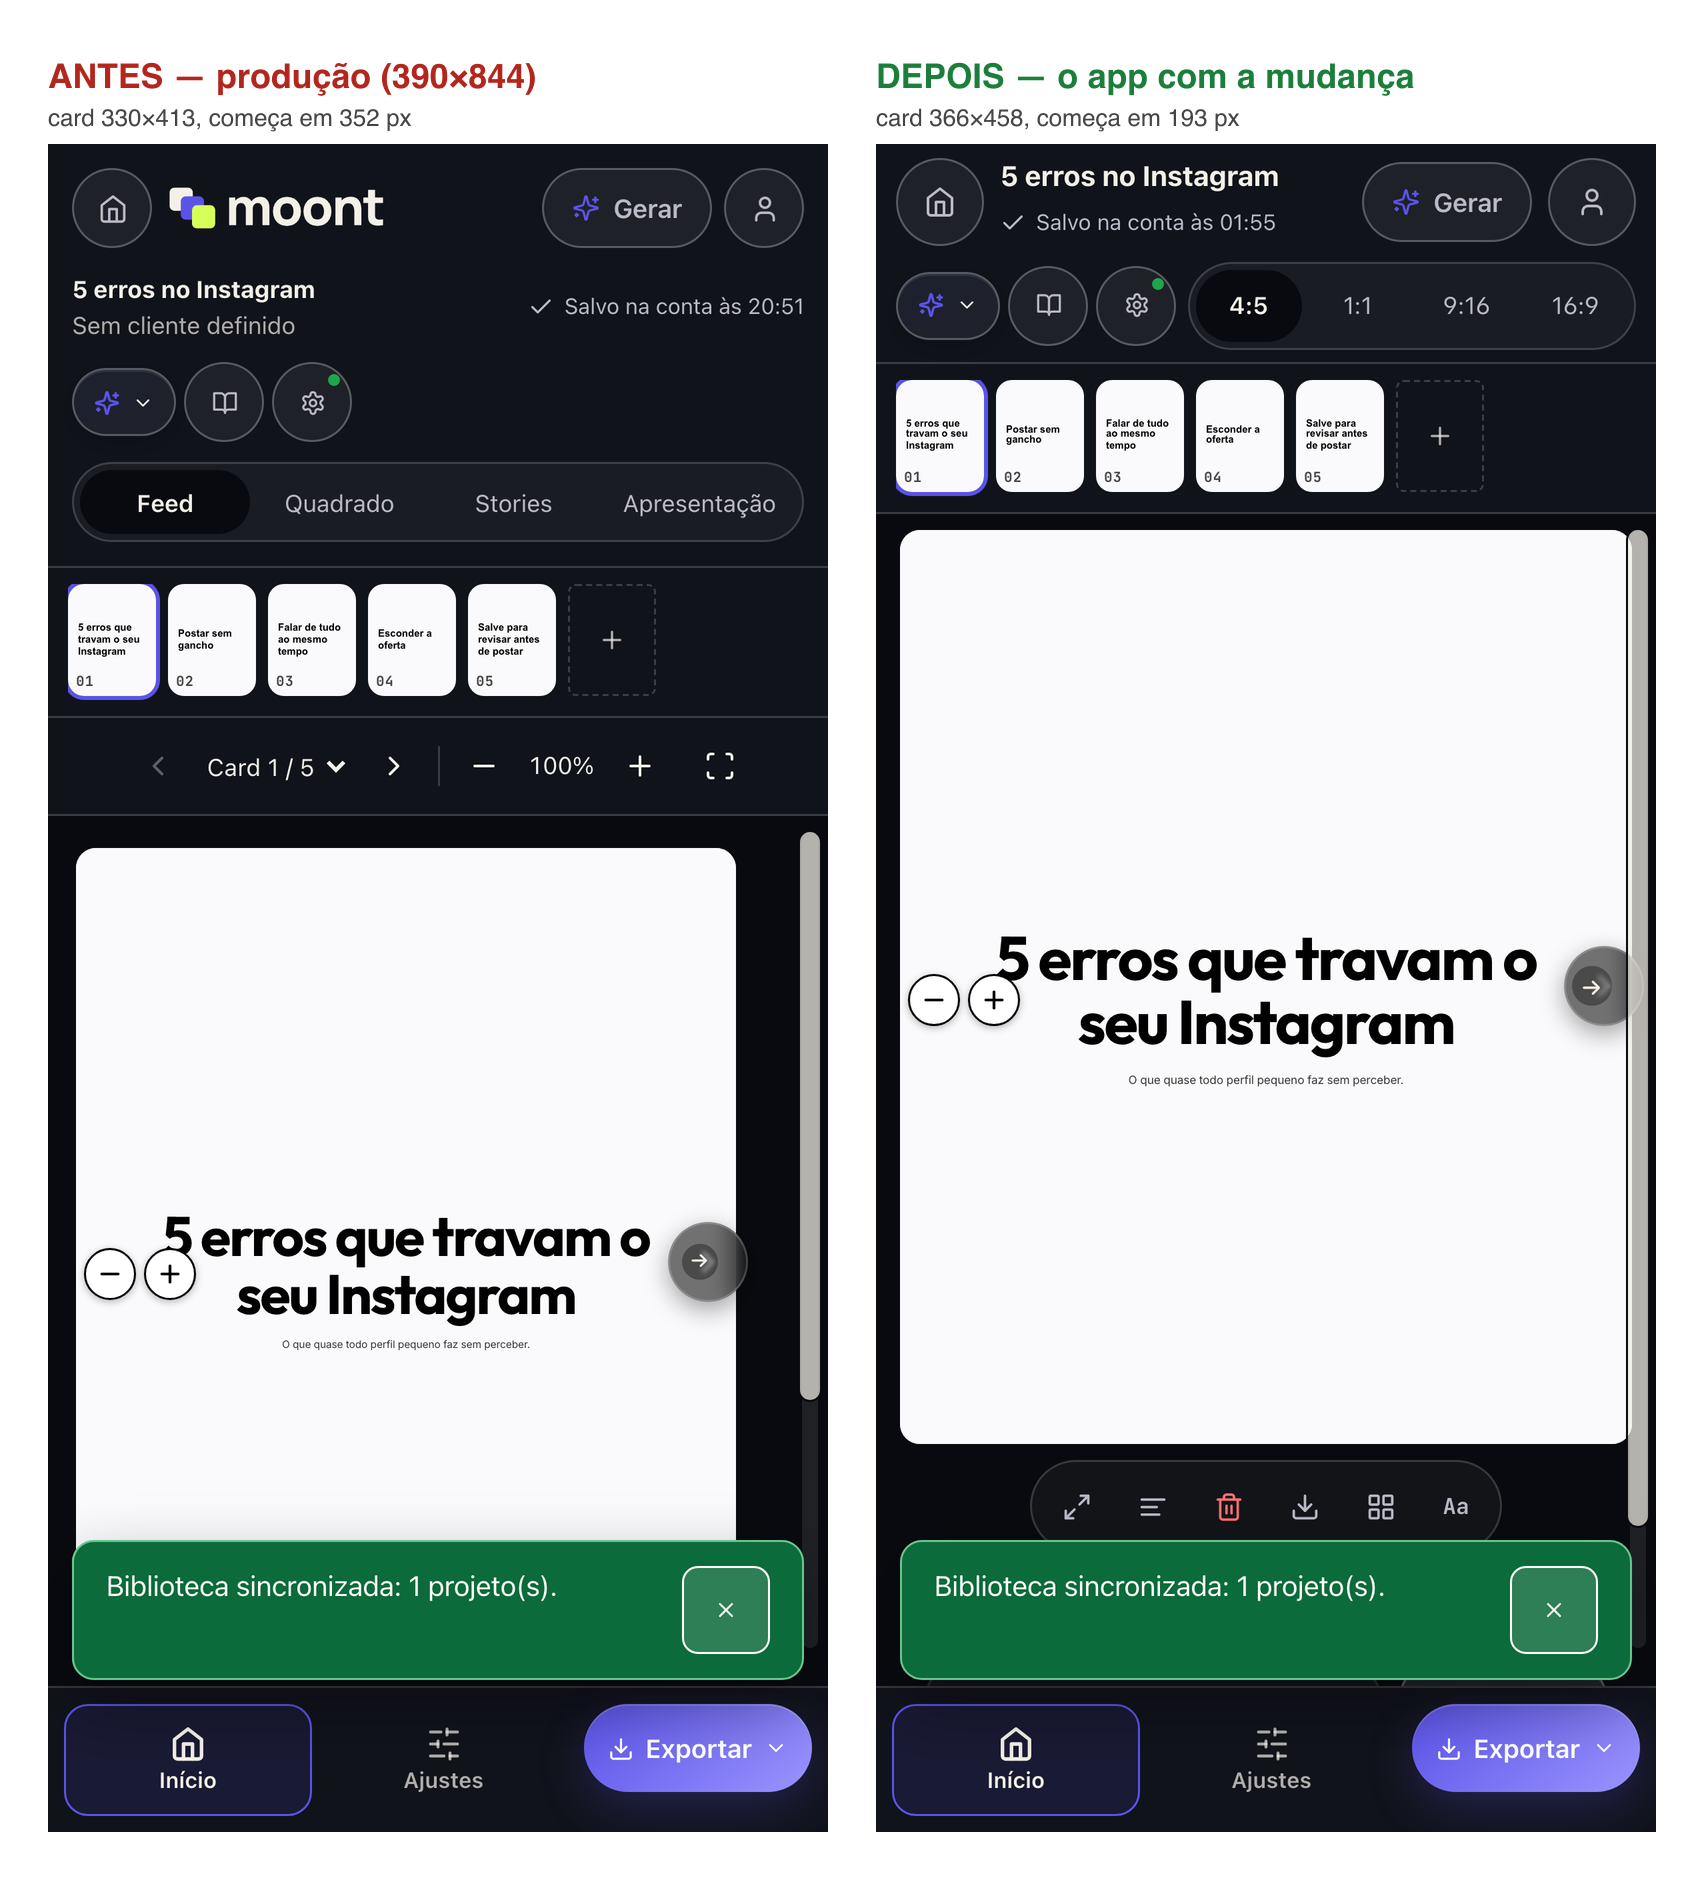 ANTES — produção (390×844)
card 330×413, começa em 352 px
moont
Gerar
5 erros no Instagram
Sem cliente definido
Salvo na conta às 20:51
Feed
Quadrado
Stories
Apresentação
5 erros que
travam o seu
Instagram
01
Postar sem
gancho
02
Falar de tudo
ao mesmo
tempo
03
Esconder a
oferta
04
Salve para
revisar antes
de postar
05
Card 1 / 5
100%
5 erros que travam o
seu Instagram
O que quase todo perfil pequeno faz sem perceber.
Biblioteca sincronizada: 1 projeto(s).
Início
Ajustes
Exportar
DEPOIS — o app com a mudança
card 366×458, começa em 193 px
5 erros no Instagram
Salvo na conta às 01:55
Gerar
4:5
1:1
9:16
16:9
5 erros que
travam o seu
Instagram
01
Postar sem
gancho
02
Falar de tudo
ao mesmo
tempo
03
Esconder a
oferta
04
Salve para
revisar antes
de postar
05
5 erros que travam o
seu Instagram
O que quase todo perfil pequeno faz sem perceber.
Aa
Biblioteca sincronizada: 1 projeto(s).
Início
Ajustes
Exportar